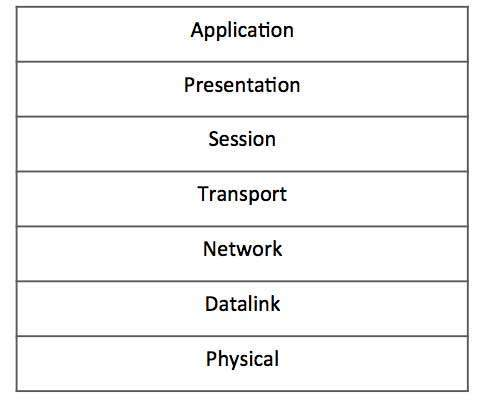 Application
Presentation
Session
Transport
Network
Datalink
Physical